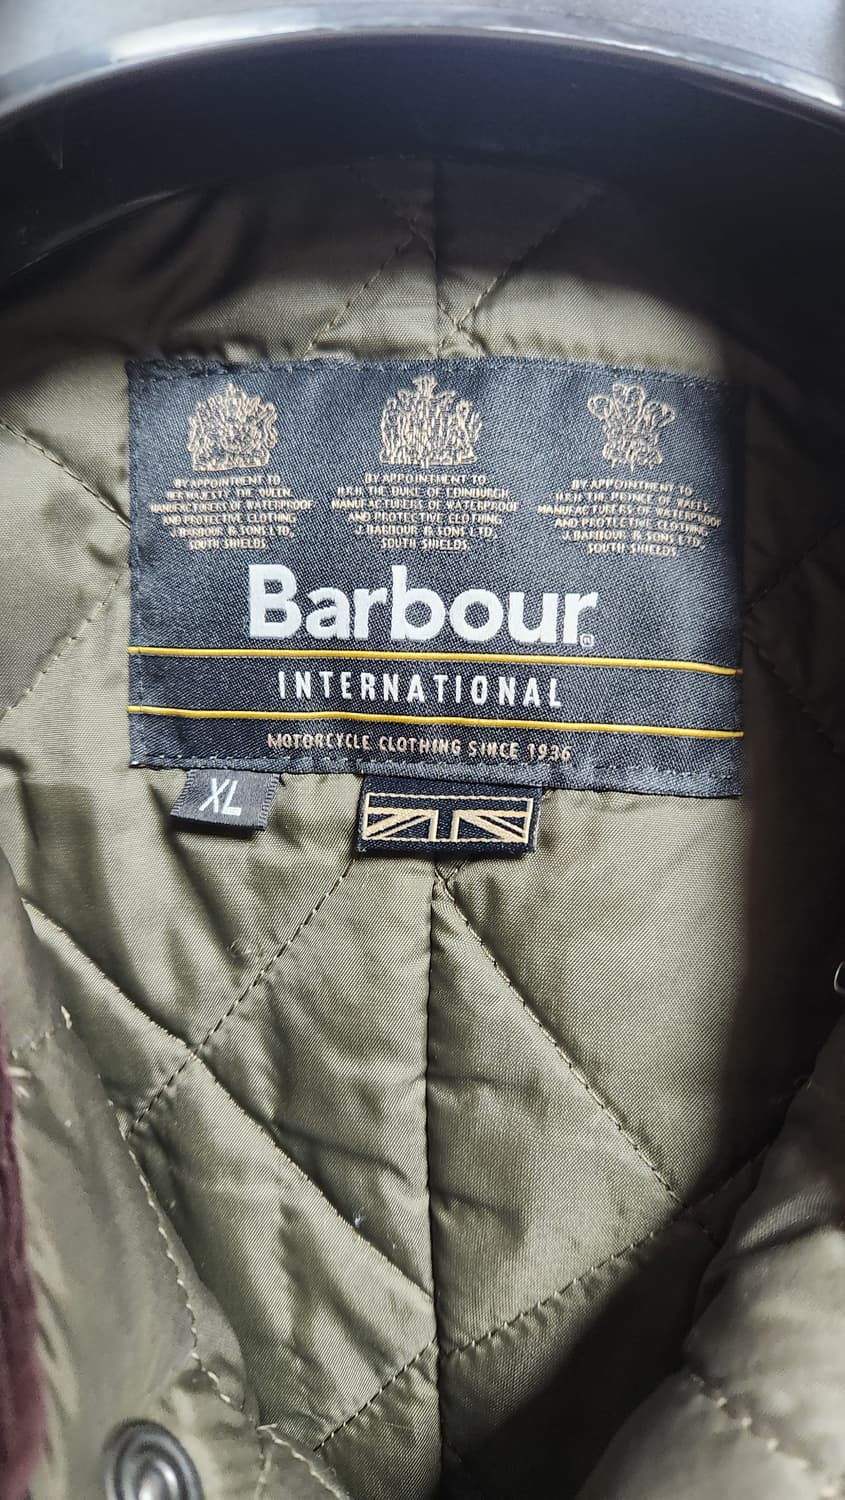 BY APPOINTMENT TO
HER MAJESTY THE QUEEN
MANUFACTURERS OF WATERPROOF
AND PROTECTIVE CLOTHING
J. BARBOUR & SONS LTD,
SOUTH SHIELDS
BY APPOINTMENT TO
H.R.H. THE DUKE OF EDINBURGH,
MANUFACTURERS OF WATERPROOF
AND PROTECTIVE CLOTHING
J. BARBOUR & SONS LTD,
SOUTH SHIELDS
BY APPOINTMENT TO
H.R.H THE PRINCE OF WALES
MANUFACTURERS OF WATERPROOF
AND PROTECTIVE CLOTHING
J. BARBOUR & SONS LTD,
SOUTH SHIELDS
Barbour
INTERNATIONAL
MOTORCYCLE CLOTHING SINCE 1936
XL